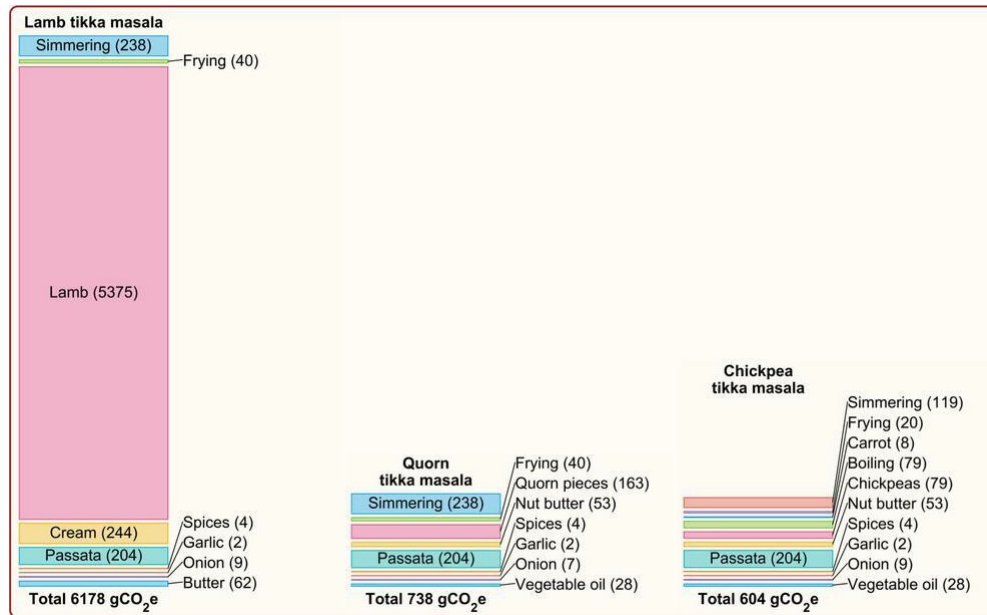 Lamb tikka masala
Simmering (238)
Frying (40)
Lamb (5375)
Cream (244)
Passata (204)
Spices (4)
Garlic (2)
Onion (9)
Butter (62)
Total 6178 gCO₂e
Quorn
tikka masala
Simmering (238)
Frying (40)
Quorn pieces (163)
Nut butter (53)
Passata (204)
Spices (4)
Garlic (2)
Onion (7)
Vegetable oil (28)
Total 738 gCO₂e
Chickpea
tikka masala
Simmering (119)
Frying (20)
Carrot (8)
Boiling (79)
Chickpeas (79)
Nut butter (53)
Passata (204)
Spices (4)
Garlic (2)
Onion (9)
Vegetable oil (28)
Total 604 gCO₂e